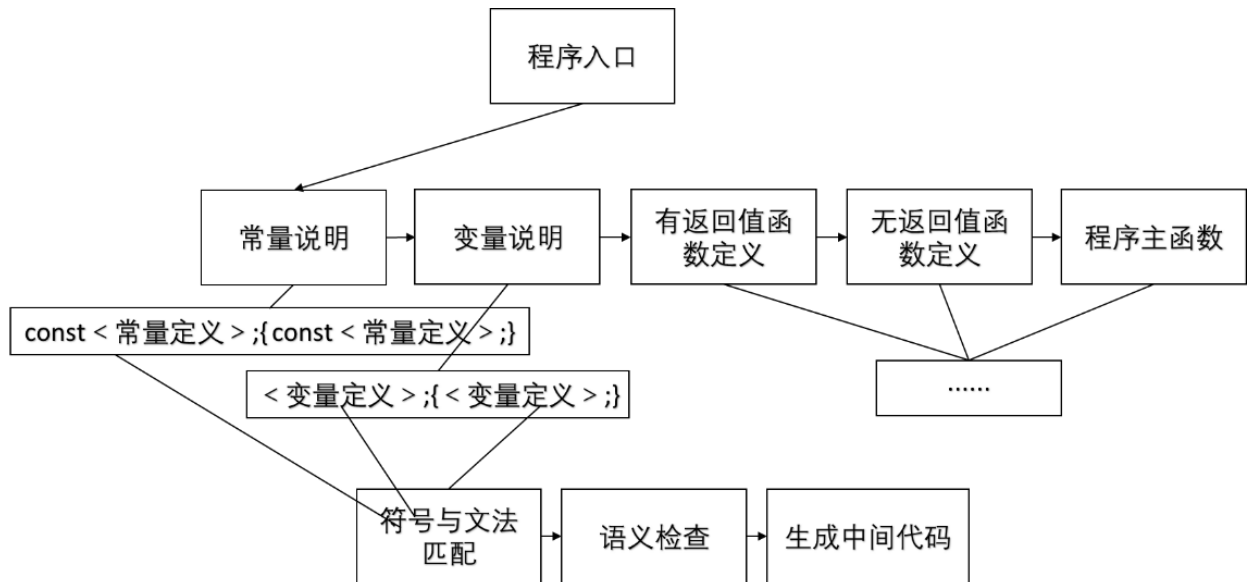 程序入口
常量说明
变量说明
有返回值函
数定义
无返回值函
数定义
程序主函数
const < 常量定义 > ;{ const < 常量定义 > ;}
< 变量定义 > ;{ < 变量定义 > ;}
......
符号与文法
匹配
语义检查
生成中间代码